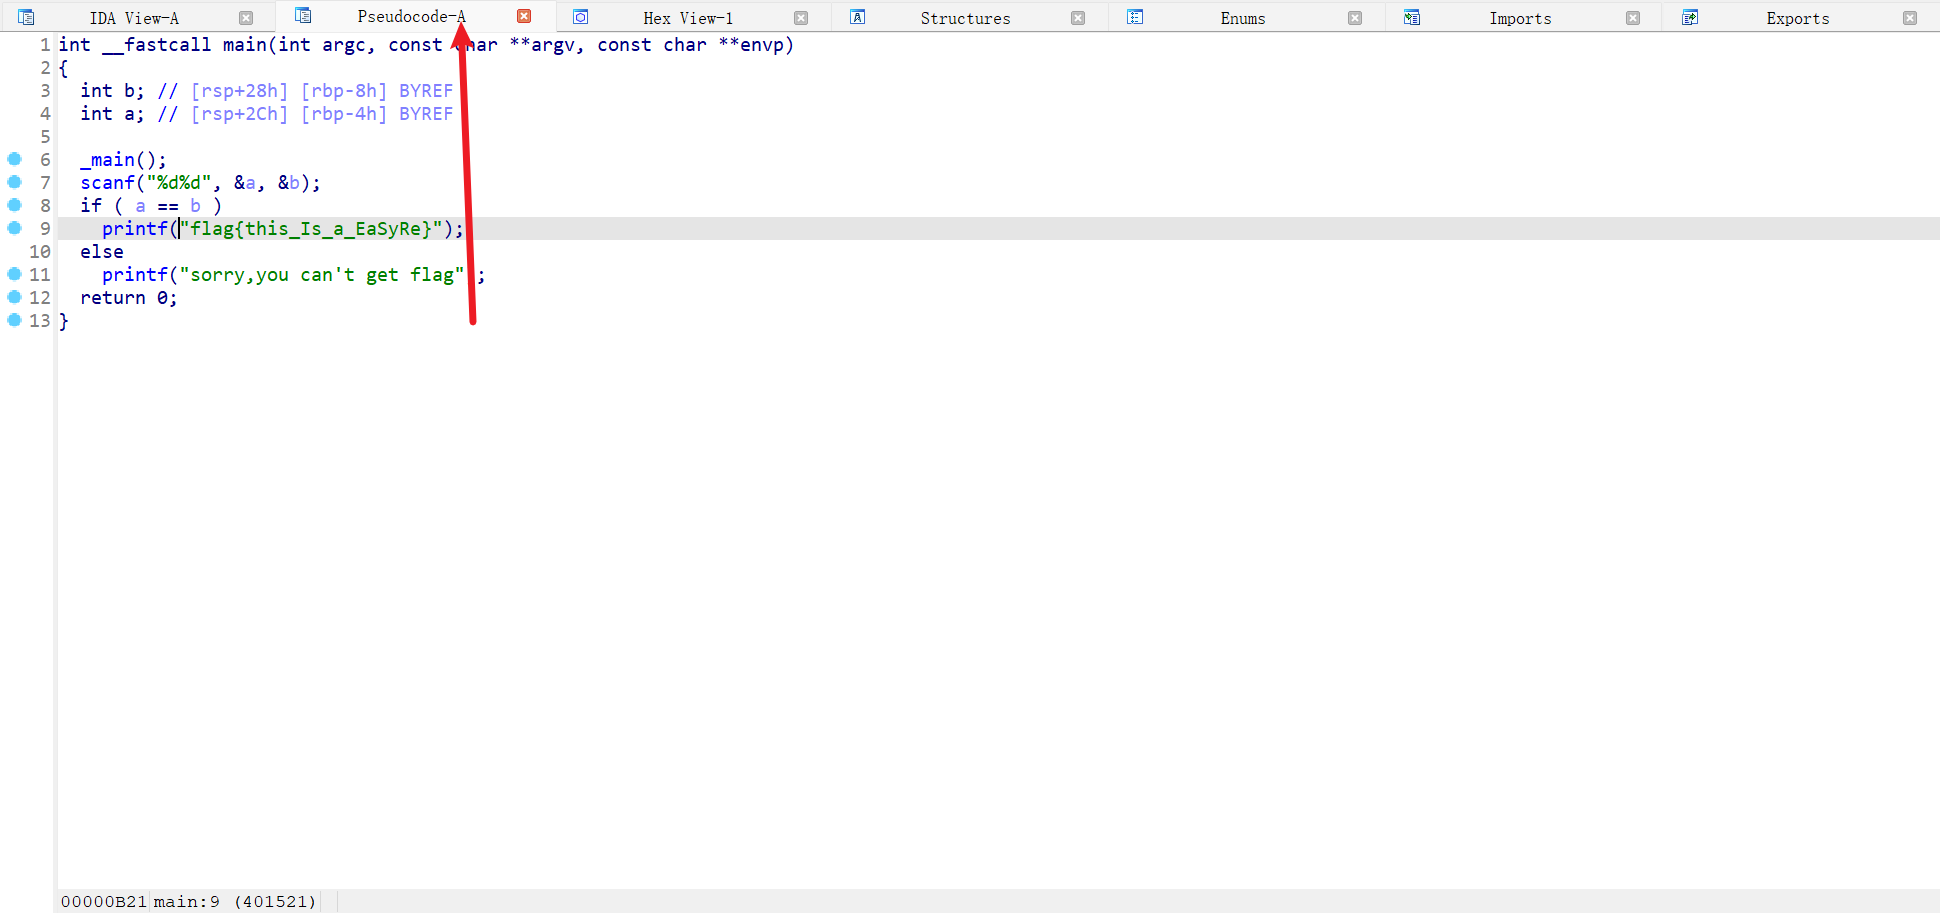 IDA View-A Pseudocode-A Hex View-1 Structures Enums Imports Exports
1 int __fastcall main(int argc, const char **argv, const char **envp)
2 {
3 int b; // [rsp+28h] [rbp-8h] BYREF
4 int a; // [rsp+2Ch] [rbp-4h] BYREF
5
6 _main();
7 scanf("%d%d", &a, &b);
8 if ( a == b )
9 printf("flag{this_Is_a_EaSyRe}");
10 else
11 printf("sorry,you can't get flag");
12 return 0;
13 }
00000B21 main:9 (401521)